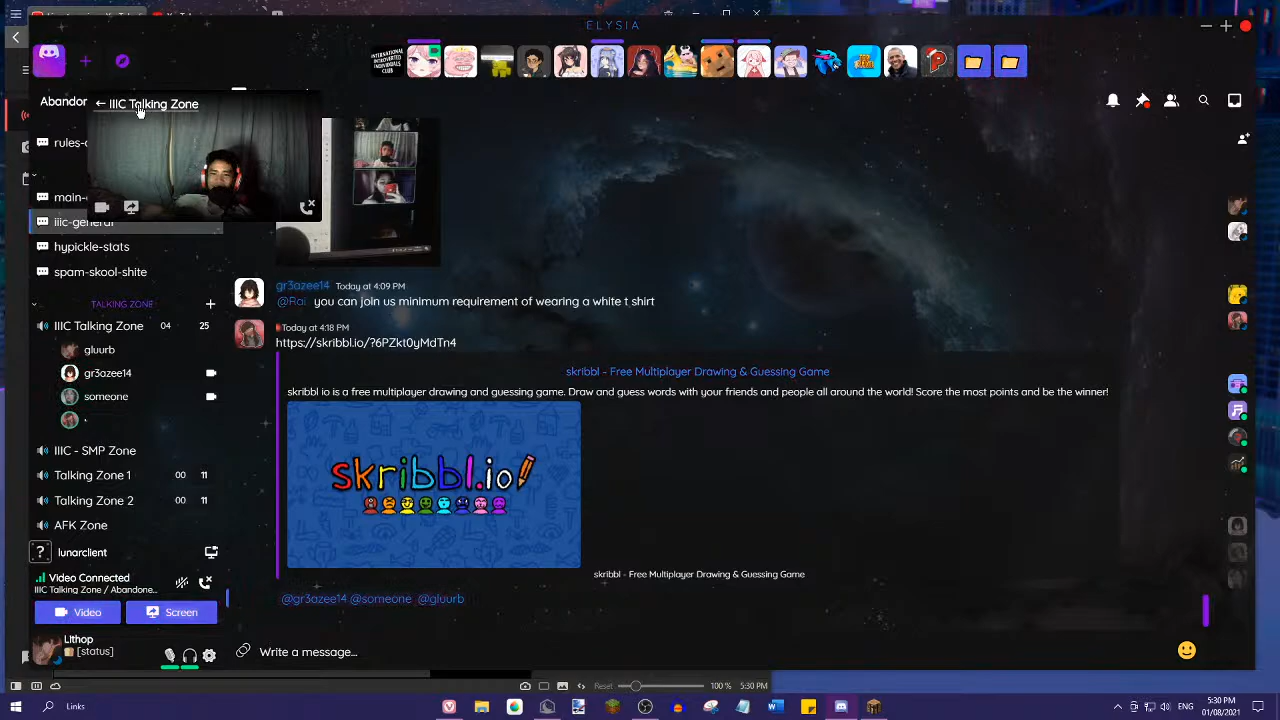 ELYSIA
INTERNATIONAL
INTROVERTED
INDIVIDUALS
CLUB
Abandon
← IIIC Talking Zone
rules-
main-
iiic-general
hypickle-stats
spam-skool-shite
TALKING ZONE
IIIC Talking Zone 04 25
gluurb
gr3azee14
someone
IIIC - SMP Zone
Talking Zone 1 00 11
Talking Zone 2 00 11
AFK Zone
? lunarclient
Video Connected
IIIC Talking Zone / Abandone...
Video Screen
L!thop
[status]
gr3azee14 Today at 4:09 PM
@Rai you can join us minimum requirement of wearing a white t shirt
Today at 4:18 PM
https://skribbl.io/?6PZkt0yMdTn4
skribbl - Free Multiplayer Drawing & Guessing Game
skribbl io is a free multiplayer drawing and guessing game. Draw and guess words with your friends and people all around the world! Score the most points and be the winner!
skribbl.io
skribbl - Free Multiplayer Drawing & Guessing Game
@gr3azee14 @someone @gluurb
Write a message...
Reset 100 % 5:30 PM
Links
ENG 5:30 PM
01/08/2021